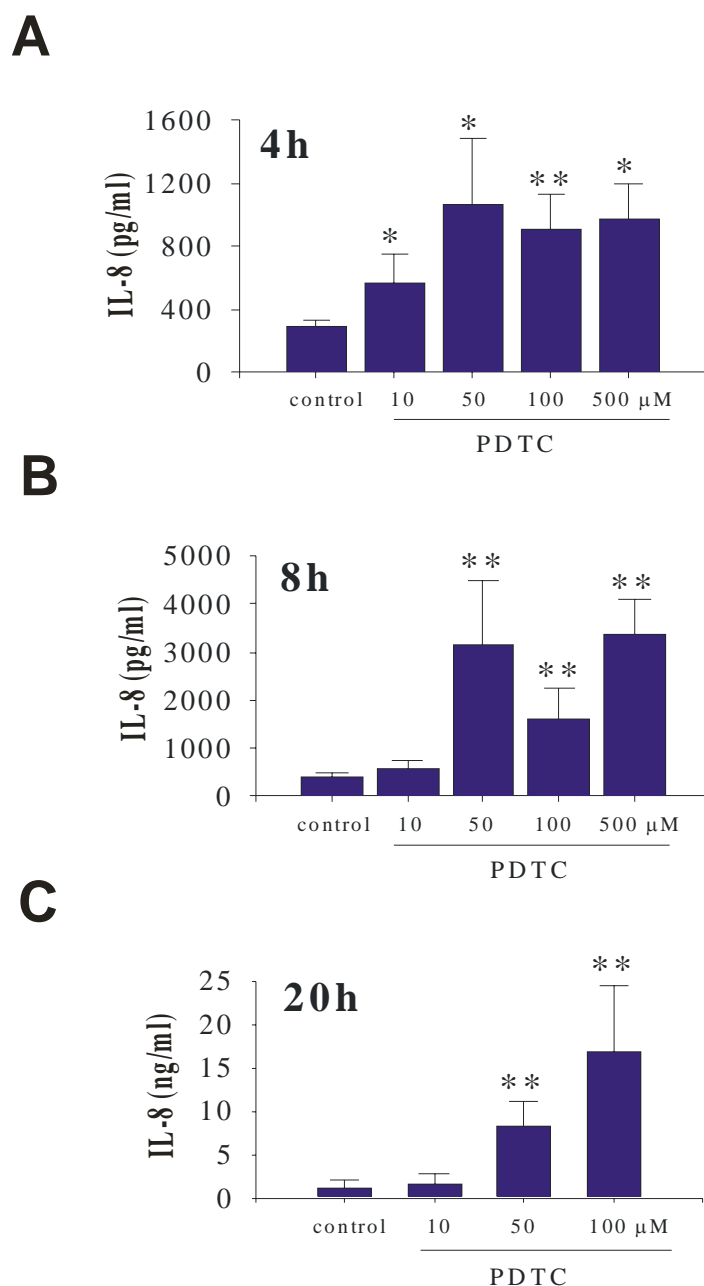 A
1600
4h
*
1200
**
*
*
800
400
0
IL-8 (pg/ml)
control 10 50 100 500 µM
PDTC
B
5000
8h
**
**
4000
3000
**
2000
1000
0
IL-8 (pg/ml)
control 10 50 100 500 µM
PDTC
C
25
20h
**
20
15
**
10
5
0
IL-8 (ng/ml)
control 10 50 100 µM
PDTC